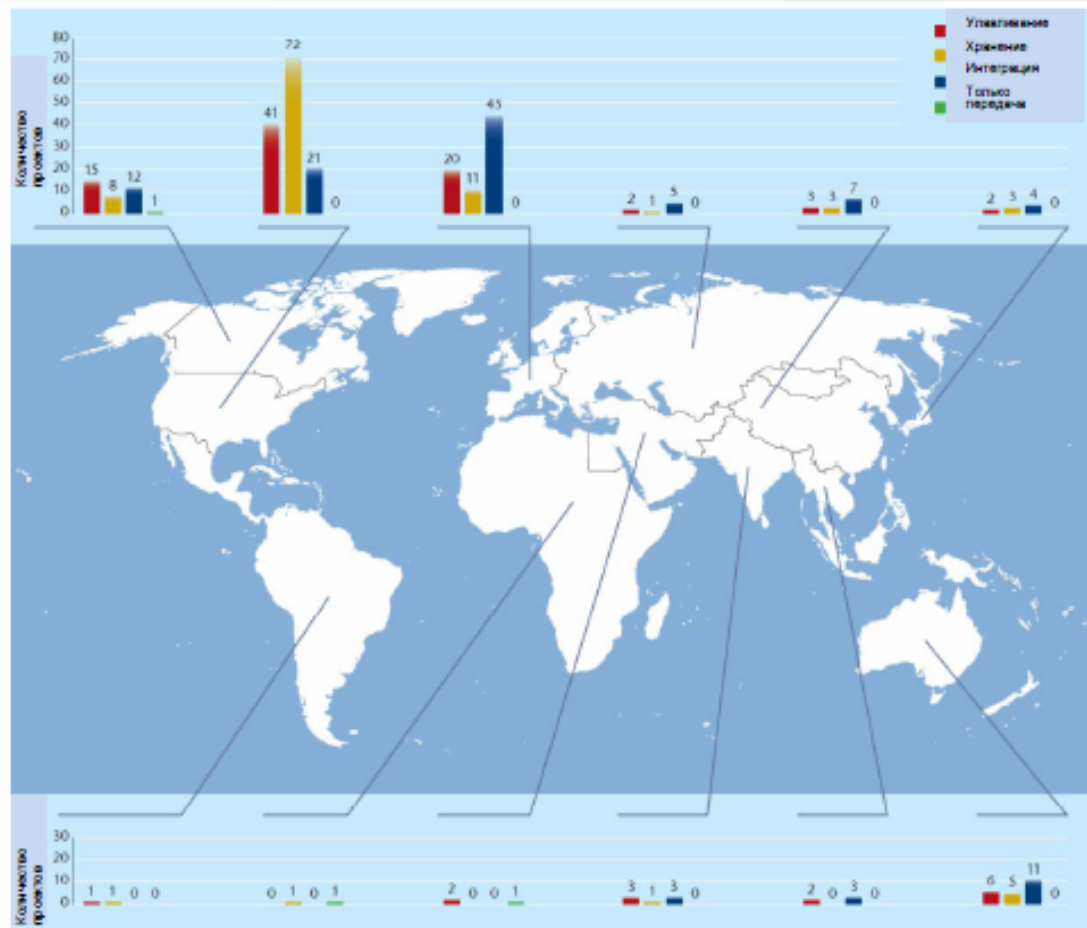 Улавливание
Хранение
Интеграция
Только
передача
Количество
проектов
80
70
60
50
40
30
20
10
0
15 8 12 1
41 72 21 0
20 11 45 0
2 1 5 0
3 3 7 0
2 3 4 0
Количество
проектов
30
20
10
0
1 1 0 0
0 1 0 1
2 0 0 1
3 1 3 0
2 0 3 0
6 5 11 0